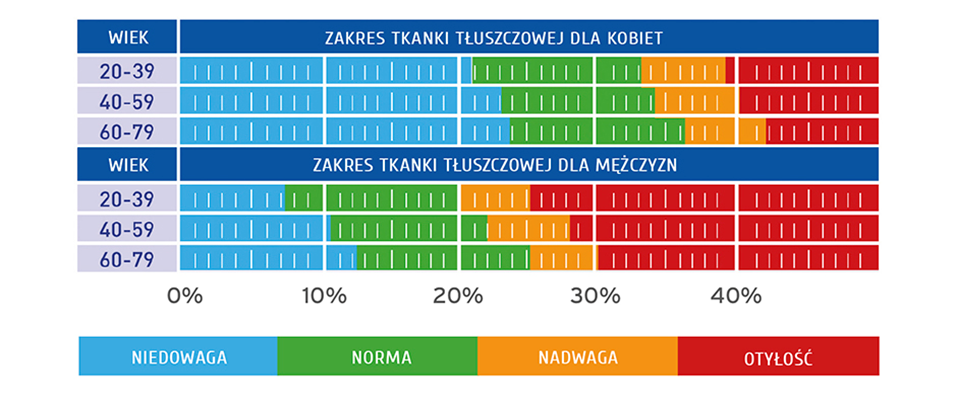 WIEK ZAKRES TKANKI TŁUSZCZOWEJ DLA KOBIET
20-39
40-59
60-79
WIEK ZAKRES TKANKI TŁUSZCZOWEJ DLA MĘŻCZYZN
20-39
40-59
60-79
0% 10% 20% 30% 40%
NIEDOWAGA NORMA NADWAGA OTYŁOŚĆ